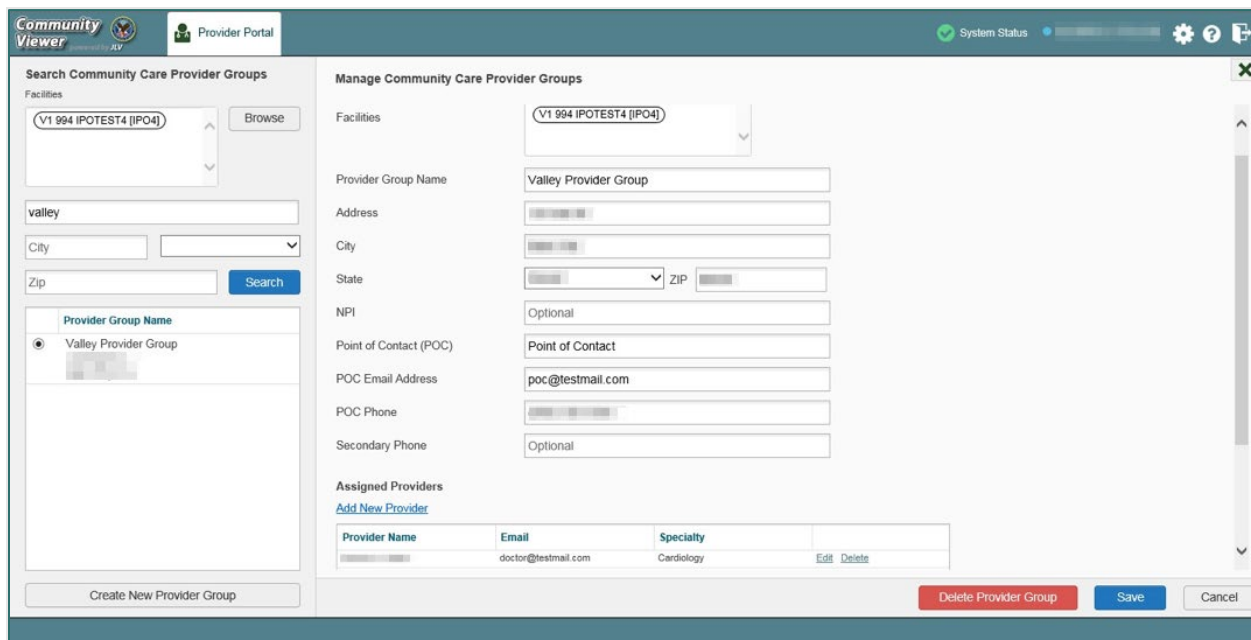 Community
Viewer powered by JLV
Provider Portal
System Status
Search Community Care Provider Groups
Facilities
V1 994 IPOTEST4 [IPO4]
Browse
valley
City
Zip
Search
Provider Group Name
Valley Provider Group
Create New Provider Group
Manage Community Care Provider Groups
Facilities
V1 994 IPOTEST4 [IPO4]
Provider Group Name
Valley Provider Group
Address
City
State
ZIP
NPI
Optional
Point of Contact (POC)
Point of Contact
POC Email Address
poc@testmail.com
POC Phone
Secondary Phone
Optional
Assigned Providers
Add New Provider
Provider Name Email Specialty
doctor@testmail.com Cardiology Edit Delete
Delete Provider Group
Save
Cancel